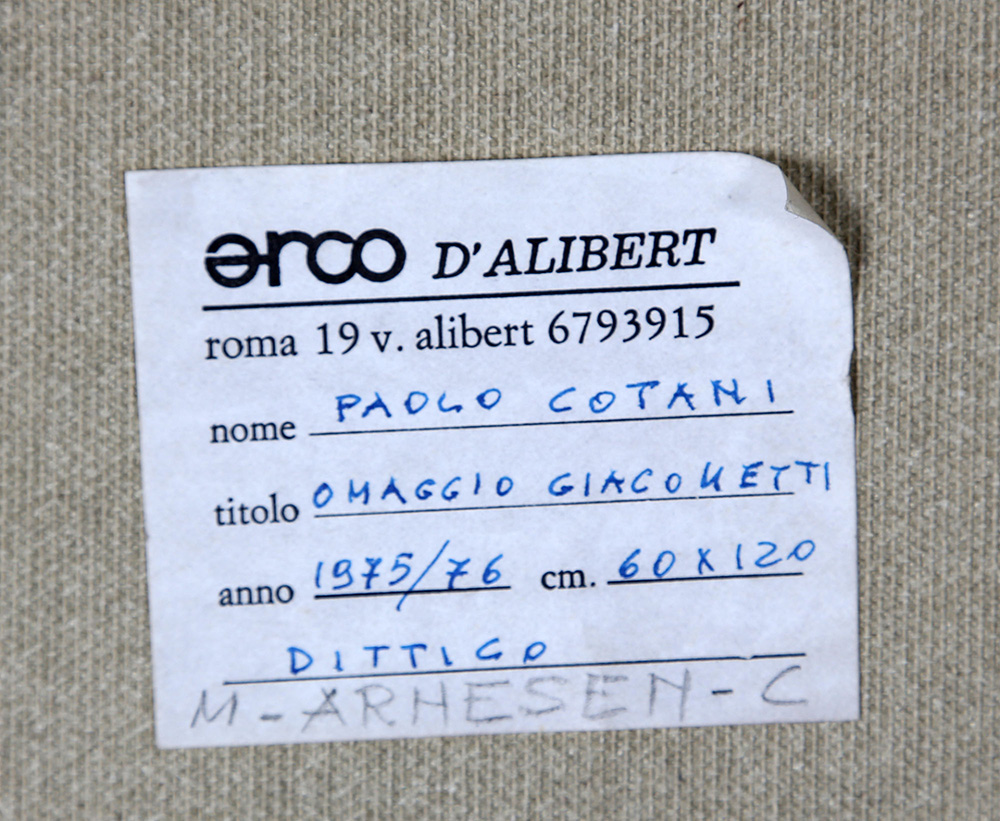 arco D'ALIBERT
roma 19 v. alibert 6793915
nome PAOLO COTANI
titolo OMAGGIO GIACOMETTI
anno 1975/76 cm. 60 X 120
DITTICO
M-ARNESEN-C